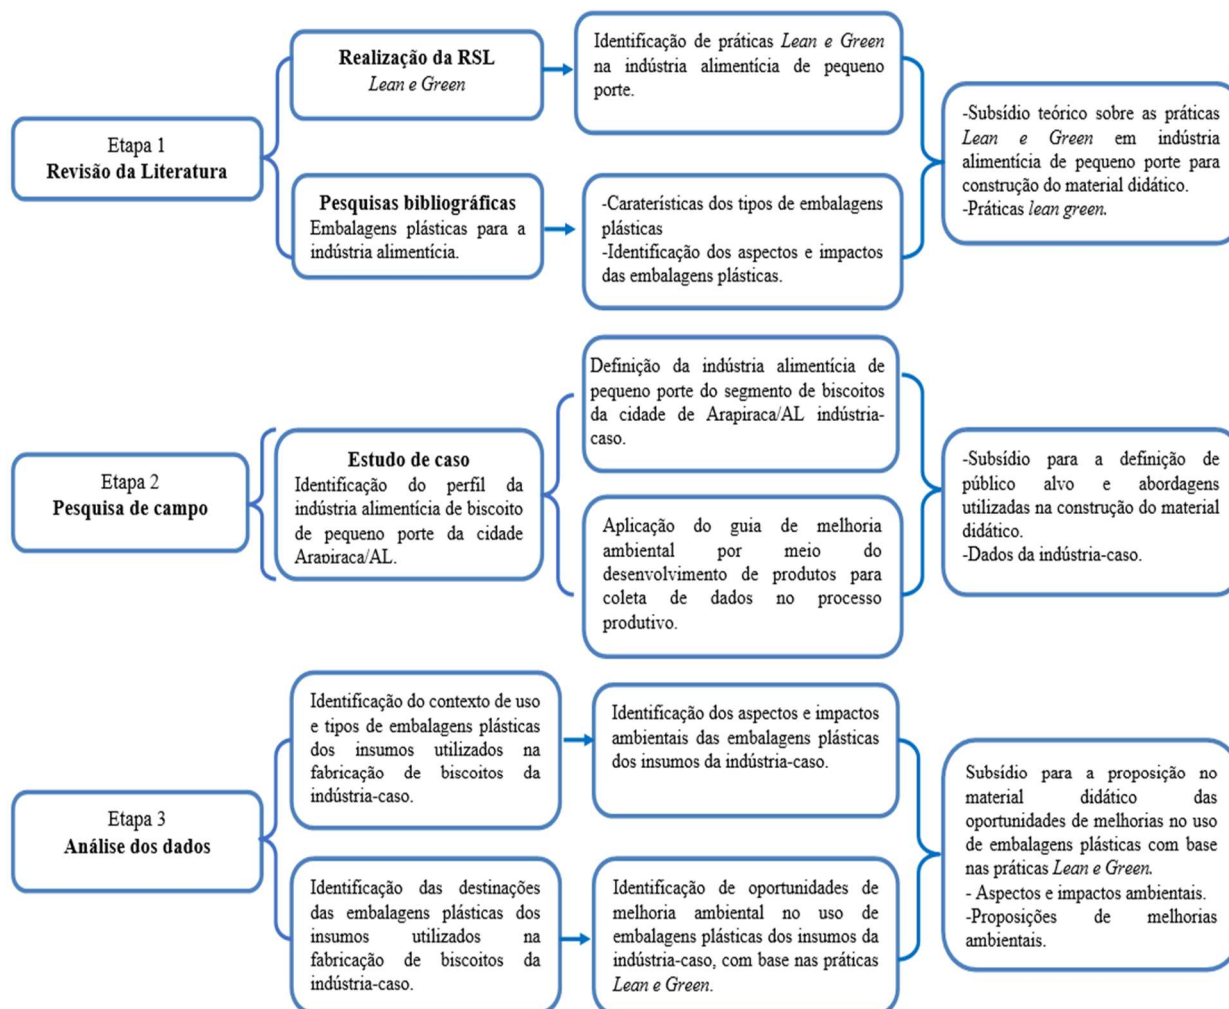 Etapa 1
Revisão da Literatura
Realização da RSL
Lean e Green
Identificação de práticas Lean e Green
na indústria alimentícia de pequeno
porte.
Pesquisas bibliográficas
Embalagens plásticas para a
indústria alimentícia.
-Caraterísticas dos tipos de embalagens
plásticas
-Identificação dos aspectos e impactos
das embalagens plásticas.
-Subsídio teórico sobre as práticas
Lean e Green em indústria
alimentícia de pequeno porte para
construção do material didático.
-Práticas lean green.
Etapa 2
Pesquisa de campo
Estudo de caso
Identificação do perfil da
indústria alimentícia de biscoito
de pequeno porte da cidade
Arapiraca/AL.
Definição da indústria alimentícia de
pequeno porte do segmento de biscoitos
da cidade de Arapiraca/AL indústria-
caso.
Aplicação do guia de melhoria
ambiental por meio do
desenvolvimento de produtos para
coleta de dados no processo
produtivo.
-Subsídio para a definição de
público alvo e abordagens
utilizadas na construção do material
didático.
-Dados da indústria-caso.
Etapa 3
Análise dos dados
Identificação do contexto de uso
e tipos de embalagens plásticas
dos insumos utilizados na
fabricação de biscoitos da
indústria-caso.
Identificação dos aspectos e impactos
ambientais das embalagens plásticas
dos insumos da indústria-caso.
Identificação das destinações
das embalagens plásticas dos
insumos utilizados na
fabricação de biscoitos da
indústria-caso.
Identificação de oportunidades de
melhoria ambiental no uso de
embalagens plásticas dos insumos da
indústria-caso, com base nas práticas
Lean e Green.
Subsídio para a proposição no
material didático das
oportunidades de melhorias no uso
de embalagens plásticas com base
nas práticas Lean e Green.
- Aspectos e impactos ambientais.
-Proposições de melhorias
ambientais.